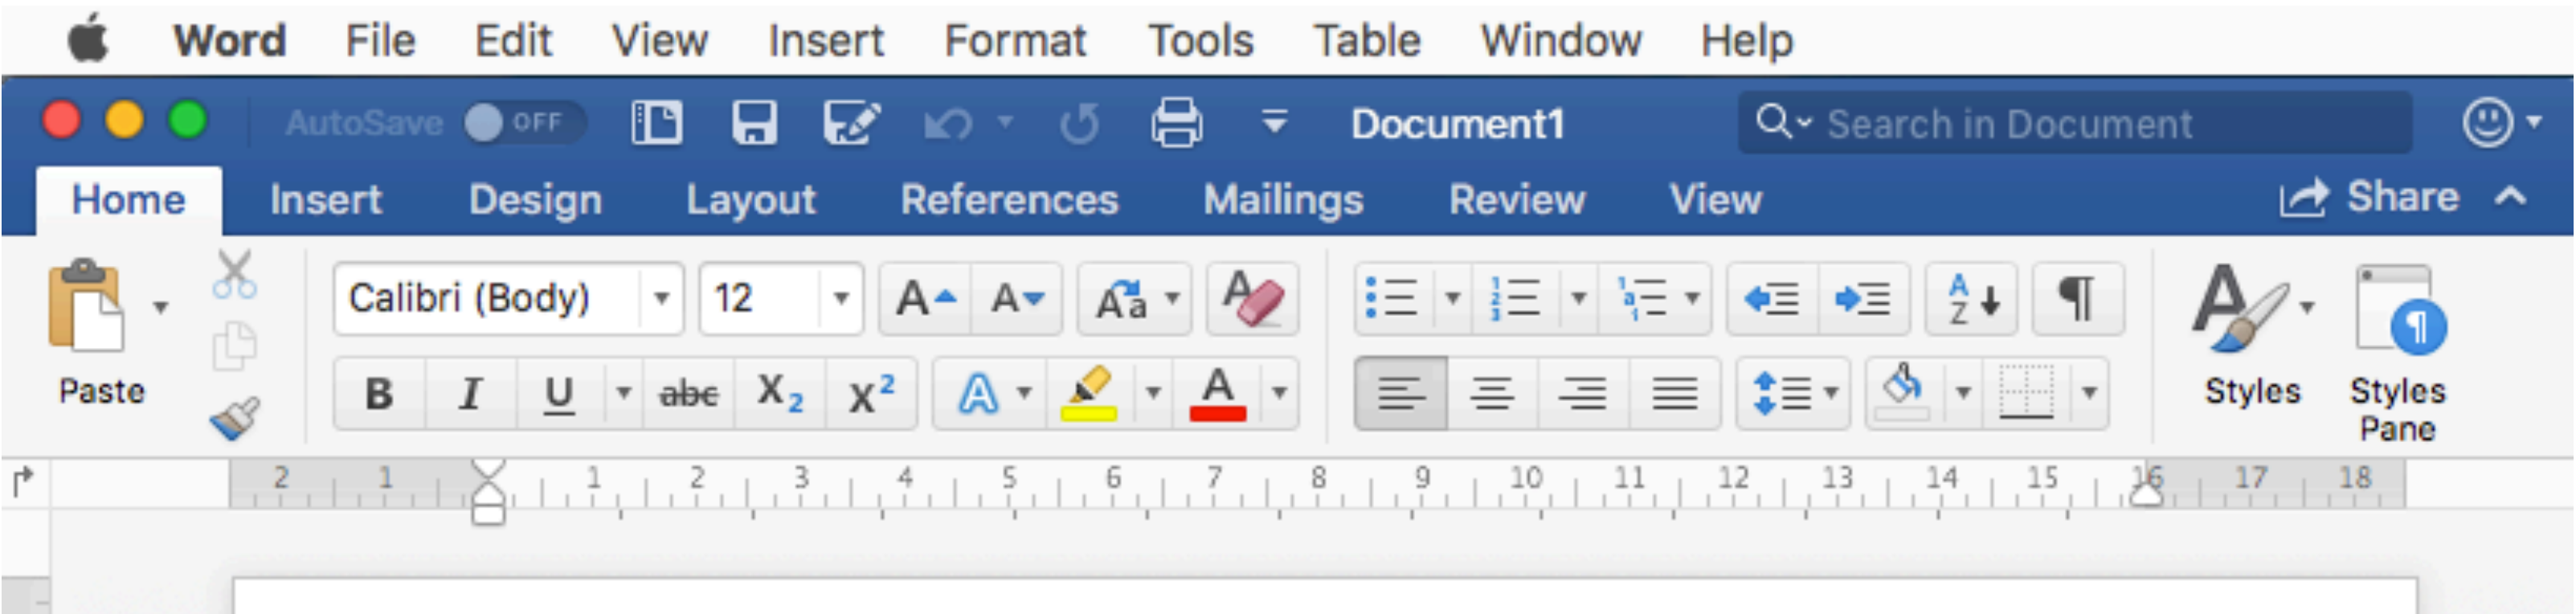 Word File Edit View Insert Format Tools Table Window Help
AutoSave OFF Document1 Search in Document
Home Insert Design Layout References Mailings Review View Share
Calibri (Body) 12 A A Aa A A Z ¶ A ¶
Paste B I U abc X2 X2 A A Styles Styles Pane
2 1 1 2 3 4 5 6 7 8 9 10 11 12 13 14 15 16 17 18